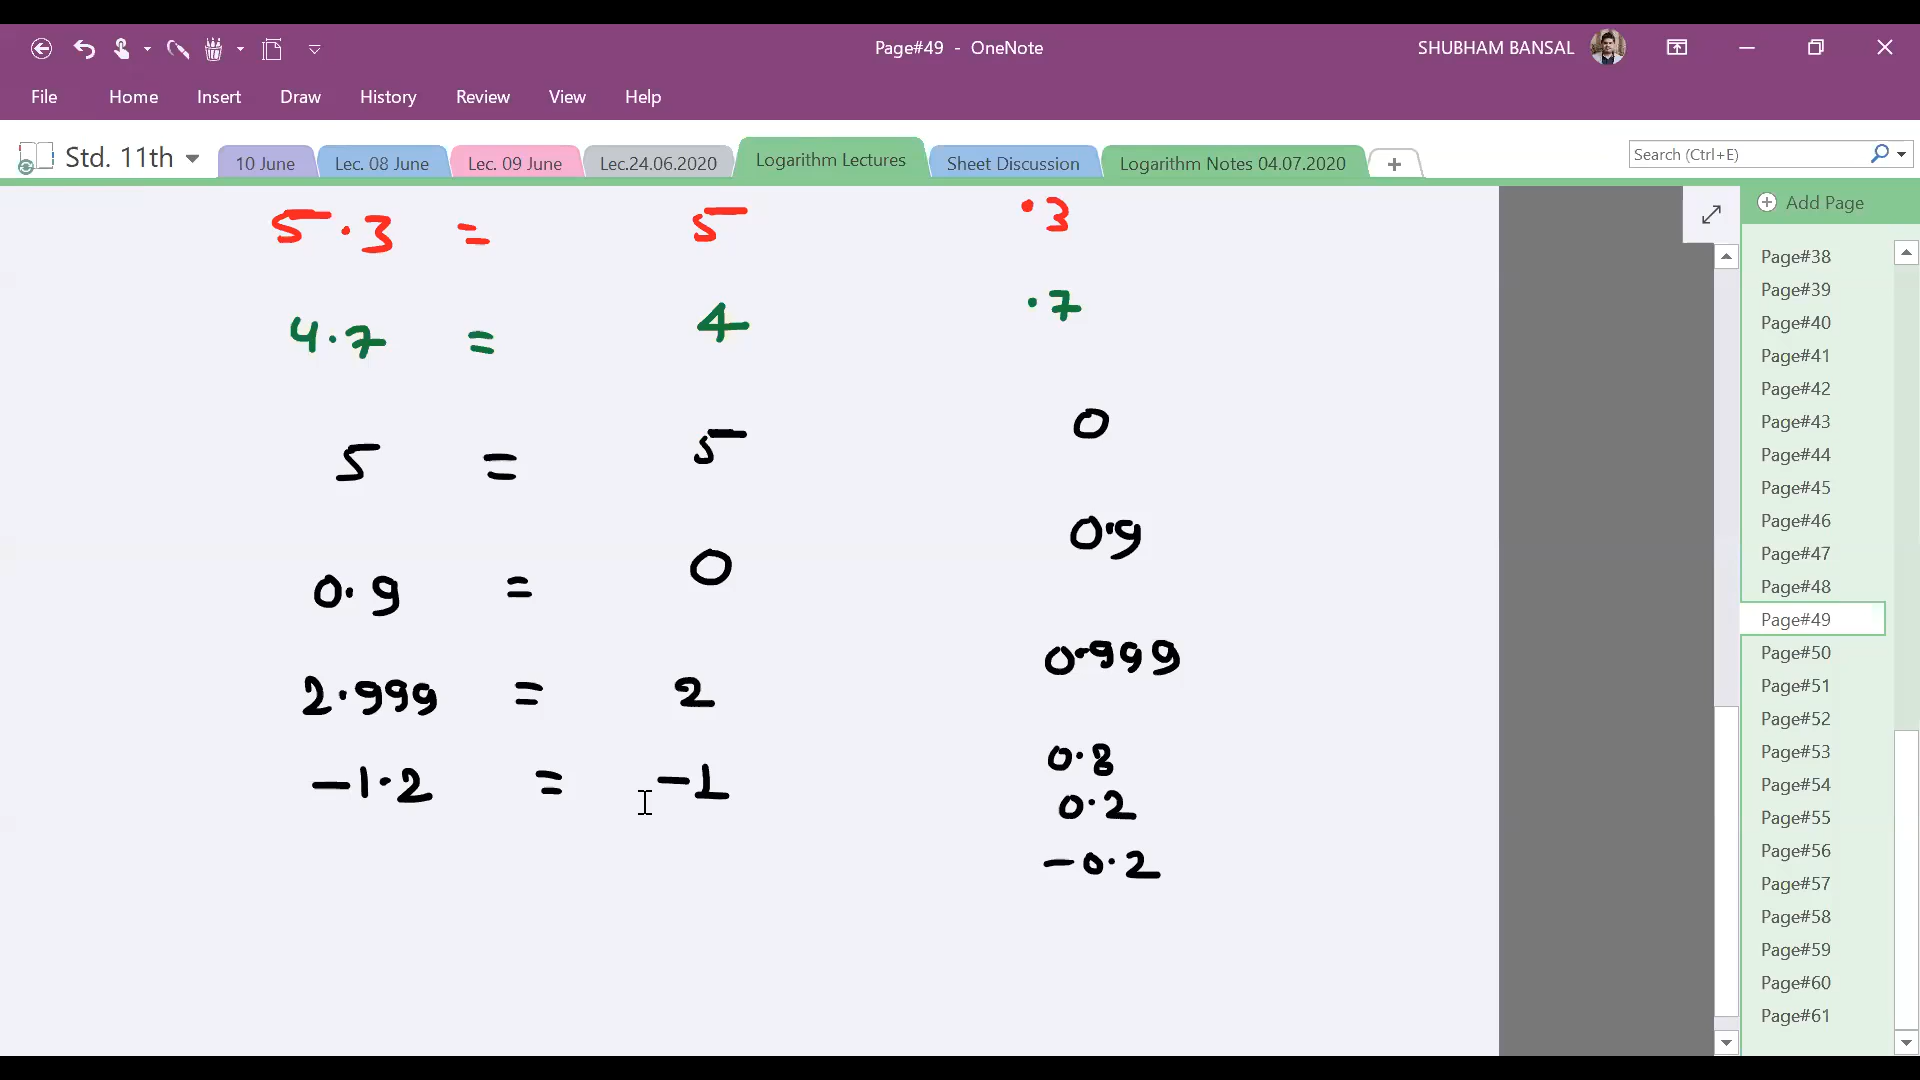 Page#49 - OneNote
SHUBHAM BANSAL
File Home Insert Draw History Review View Help
Std. 11th
10 June
Lec. 08 June
Lec. 09 June
Lec.24.06.2020
Logarithm Lectures
Sheet Discussion
Logarithm Notes 04.07.2020
+
Search (Ctrl+E)
5.3 = 5 .3
4.7 = 4 .7
5 = 5 0
0.9 = 0 0.9
2.999 = 2 0.999
-1.2 = -1 0.8
0.2
-0.2
Add Page
Page#38
Page#39
Page#40
Page#41
Page#42
Page#43
Page#44
Page#45
Page#46
Page#47
Page#48
Page#49
Page#50
Page#51
Page#52
Page#53
Page#54
Page#55
Page#56
Page#57
Page#58
Page#59
Page#60
Page#61